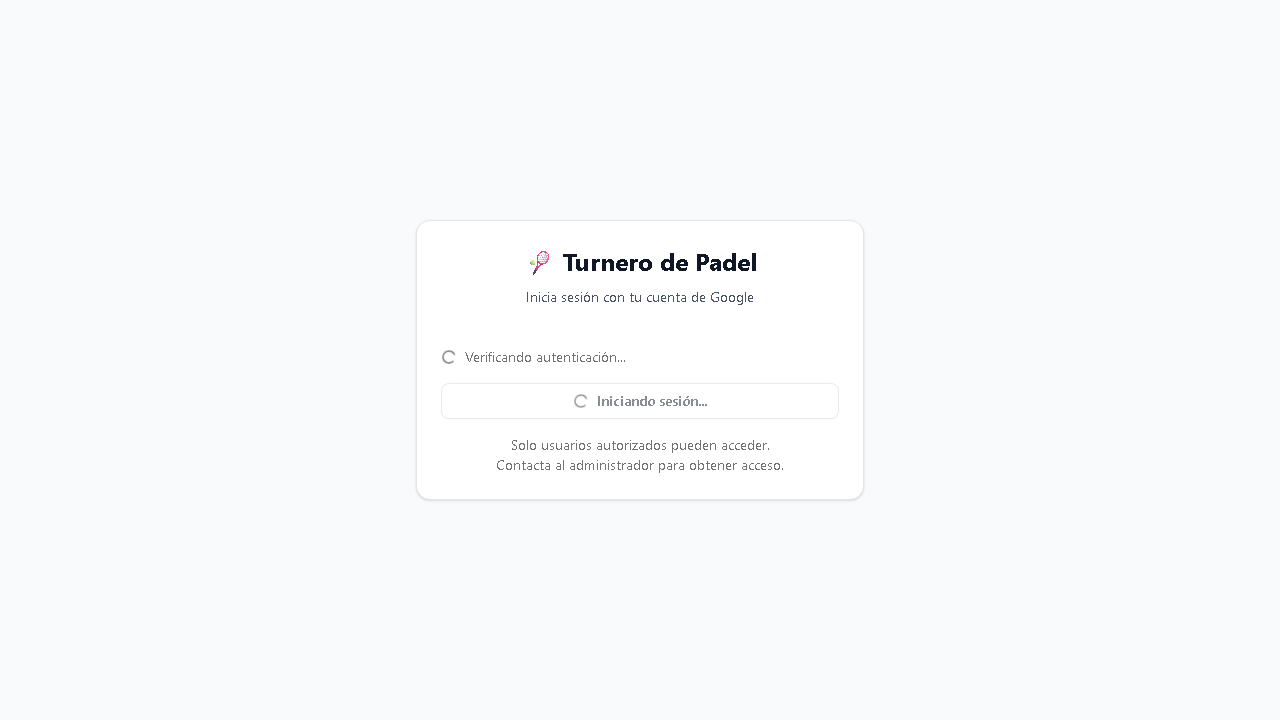 Turnero de Padel
Inicia sesión con tu cuenta de Google
Verificando autenticación...
Iniciando sesión...
Solo usuarios autorizados pueden acceder.
Contacta al administrador para obtener acceso.